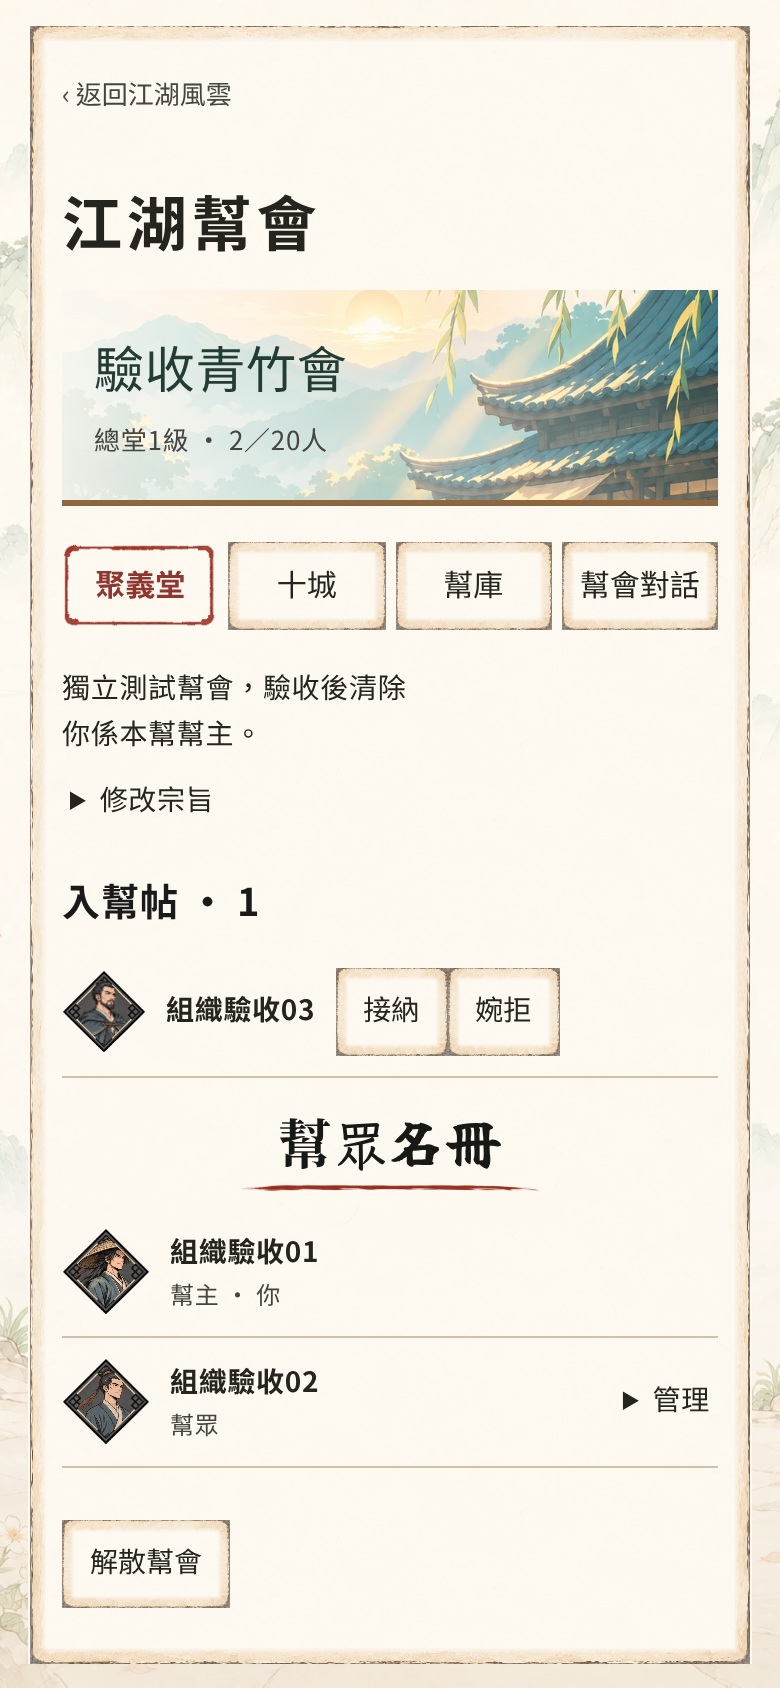 ‹ 返回江湖風雲
江湖幫會
驗收青竹會
總堂1級 • 2／20人
聚義堂
十城
幫庫
幫會對話
獨立測試幫會，驗收後清除
你係本幫幫主。
▶ 修改宗旨
入幫帖 • 1
組織驗收03
接納
婉拒
幫眾名冊
組織驗收01
幫主 • 你
組織驗收02
幫眾
▶ 管理
解散幫會